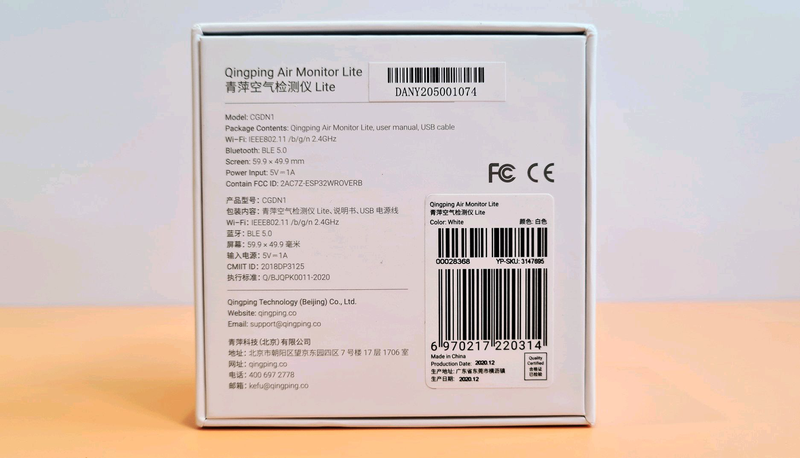 Qingping Air Monitor Lite
青萍空气检测仪 Lite
DANY205001074
Model: CGDN1
Package Contents: Qingping Air Monitor Lite, user manual, USB cable
Wi-Fi: IEEE802.11 /b/g/n 2.4GHz
Bluetooth: BLE 5.0
Screen: 59.9 × 49.9 mm
Power Input: 5V⎓1A
Contain FCC ID: 2AC7Z-ESP32WROVERB
产品型号: CGDN1
包装内容: 青萍空气检测仪 Lite、说明书、USB 电源线
Wi-Fi: IEEE802.11 /b/g/n 2.4GHz
蓝牙: BLE 5.0
屏幕: 59.9 × 49.9 毫米
输入电源: 5V⎓1A
CMIIT ID: 2018DP3125
执行标准: Q/BJQPK0011-2020
Qingping Technology (Beijing) Co., Ltd.
Website: qingping.co
Email: support@qingping.co
青萍科技(北京)有限公司
地址: 北京市朝阳区望京东园四区 7 号楼 17 层 1706 室
网址: qingping.co
电话: 400 697 2778
邮箱: kefu@qingping.co
FC CE
Qingping Air Monitor Lite
青萍空气检测仪 Lite
Color: White 颜色: 白色
00028368 YP-SKU: 3147695
6 970217 220314
Made in China
Production Date: 2020.12
生产地址: 广东省东莞市横沥镇
生产日期: 2020.12
Quality
Certified
合格证
已检验